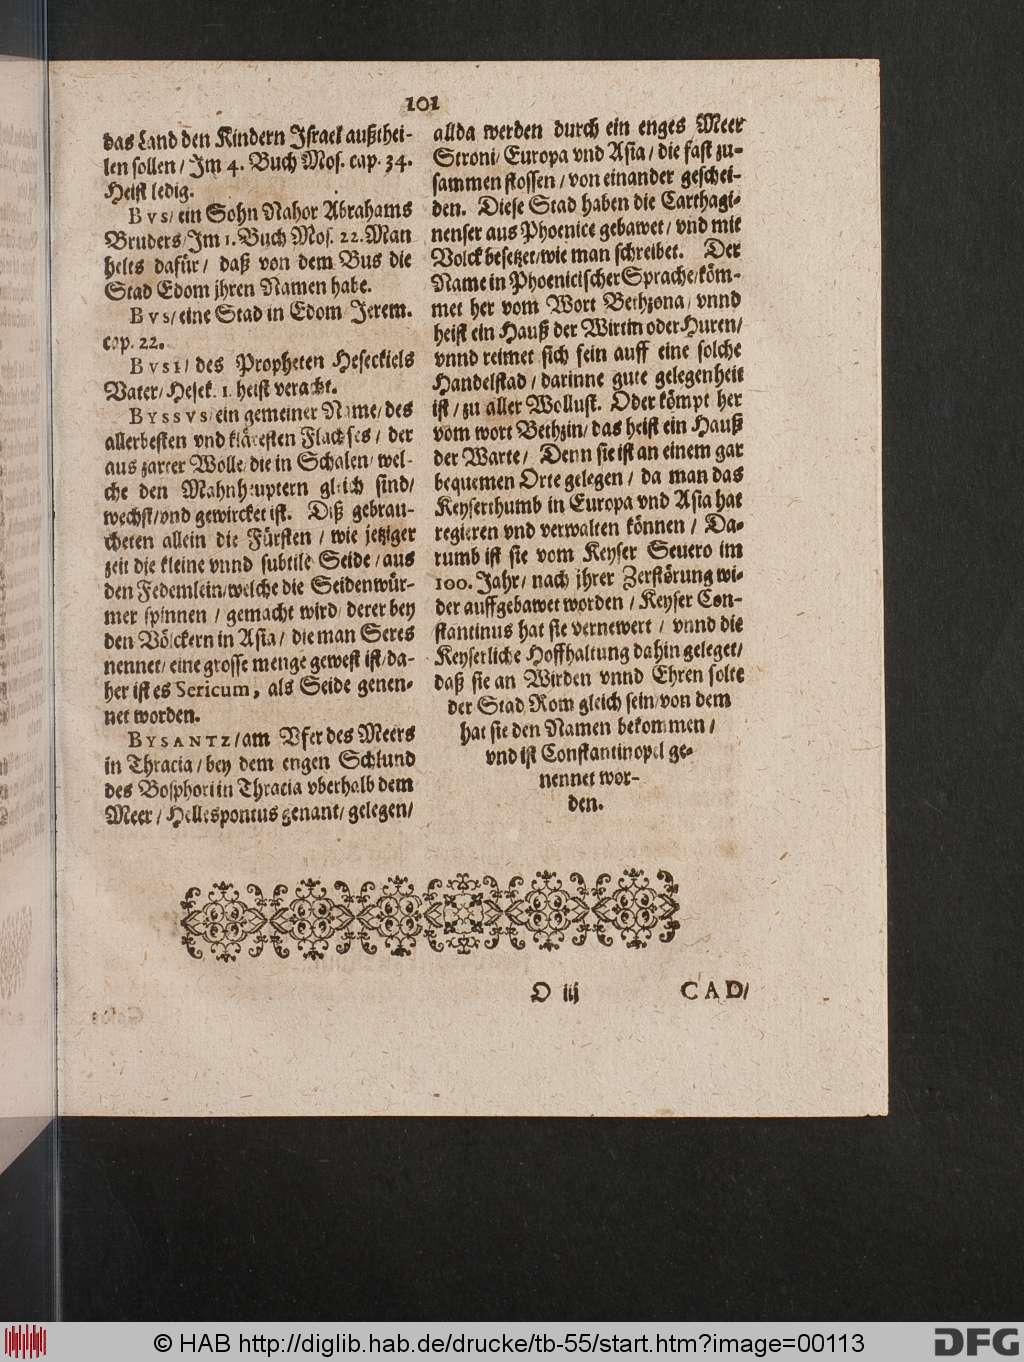 101
das Land den Kindern Israel außthei-
len sollen / Im 4. Buch Mos. cap. 34.
Heist ledig.
BVS / ein Sohn Nahor Abrahams
Bruders / Im 1. Buch Mos. 22. Man
helts dafür / daß von dem Bus die
Stad Edom jhren Namen habe.
BVS / eine Stad in Edom / Jerem.
cap. 22.
BVSI / des Propheten Heseckiels
Vater / Hesek. 1. heist veracht.
BYSSVS / ein gemeiner Name / des
allerbesten vnd kläresten Flachses / der
aus zarter Wolle / die in Schalen / wel-
che den Mahnheuptern gleich sind /
wechst / vnd gewircket ist. Diß gebrau-
cheten allein die Fürsten / wie jetziger
zeit die kleine vnnd subtile Seide / aus
den Fedemlein / welche die Seidenwür-
mer spinnen / gemacht wird / derer bey
den Völckern in Asia / die man Seres
nennet / eine grosse menge gewest ist / da-
her ist es Sericum, als Seide genen-
net worden.
BYSANTZ / am Vfer des Meers
in Thracia / bey dem engen Schlund
des Bosphori in Thracia vberhalb dem
Meer / Hellespontus genant / gelegen /
allda werden durch ein enges Meer
Stroni / Europa vnd Asia / die fast zu-
sammen stossen / von einander geschei-
den. Diese Stad haben die Carthagi-
nenser aus Phoenice gebawet / vnd mit
Volck besetzet / wie man schreibet. Der
Name in Phoenicischer Sprache / köm-
met her vom Wort Bethzona / vnnd
heist ein Hauß der Wirtin oder Huren /
vnnd reimet sich fein auff eine solche
Handelstad / darinne gute gelegenheit
ist / zu aller Wollust. Oder kömpt her
vom wort Bethzin / das heist ein Hauß
der Warte / Denn sie ist an einem gar
bequemen Orte gelegen / da man das
Keyserthumb in Europa vnd Asia hat
regieren vnd verwalten können / Da-
rumb ist sie vom Keyser Seuero im
100. Jahr / nach jhrer Zerstörung wi-
der auffgebawet worden / Keyser Con-
stantinus hat sie vernewert / vnnd die
Keyserliche Hoffhaltung dahin geleget /
daß sie an Wirden vnnd Ehren solte
der Stad Rom gleich sein / von dem
hat sie den Namen bekommen /
vnd ist Constantinopel ge-
nennet wor-
den.
O iij CAD/
© HAB http://diglib.hab.de/drucke/tb-55/start.htm?image=00113 DFG